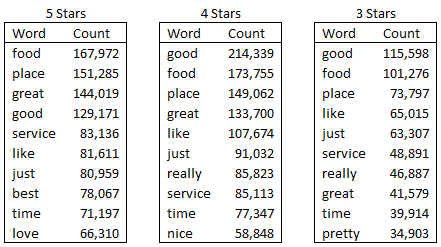 5 Stars 4 Stars 3 Stars
Word Count Word Count Word Count
food 167,972 good 214,339 good 115,598
place 151,285 food 173,755 food 101,276
great 144,019 place 149,062 place 73,797
good 129,171 great 133,700 like 65,015
service 83,136 like 107,674 just 63,307
like 81,611 just 91,032 service 48,891
just 80,959 really 85,823 really 46,887
best 78,067 service 85,113 great 41,579
time 71,197 time 77,347 time 39,914
love 66,310 nice 58,848 pretty 34,903